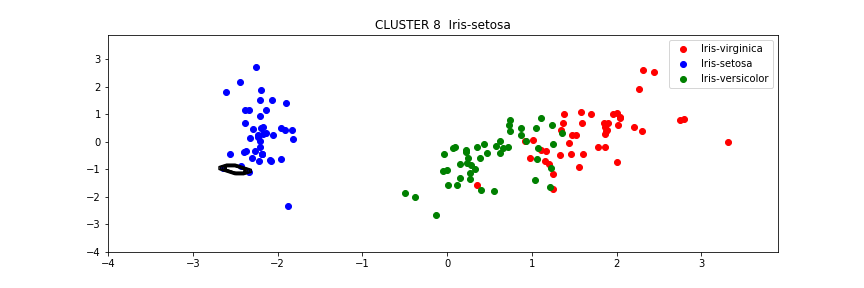 CLUSTER 8  Iris-setosa
Iris-virginica
Iris-setosa
Iris-versicolor
3
2
1
0
−1
−2
−3
−4
−4 −3 −2 −1 0 1 2 3